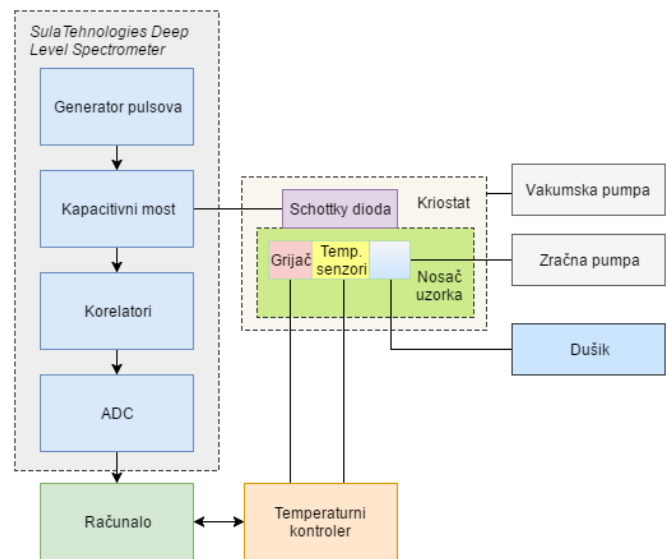 SulaTehnologies Deep
Level Spectrometer
Generator pulsova
Kapacitivni most
Korelatori
ADC
Računalo
Schottky dioda
Kriostat
Grijač
Temp.
senzori
Nosač
uzorka
Vakumska pumpa
Zračna pumpa
Dušik
Temperaturni
kontroler